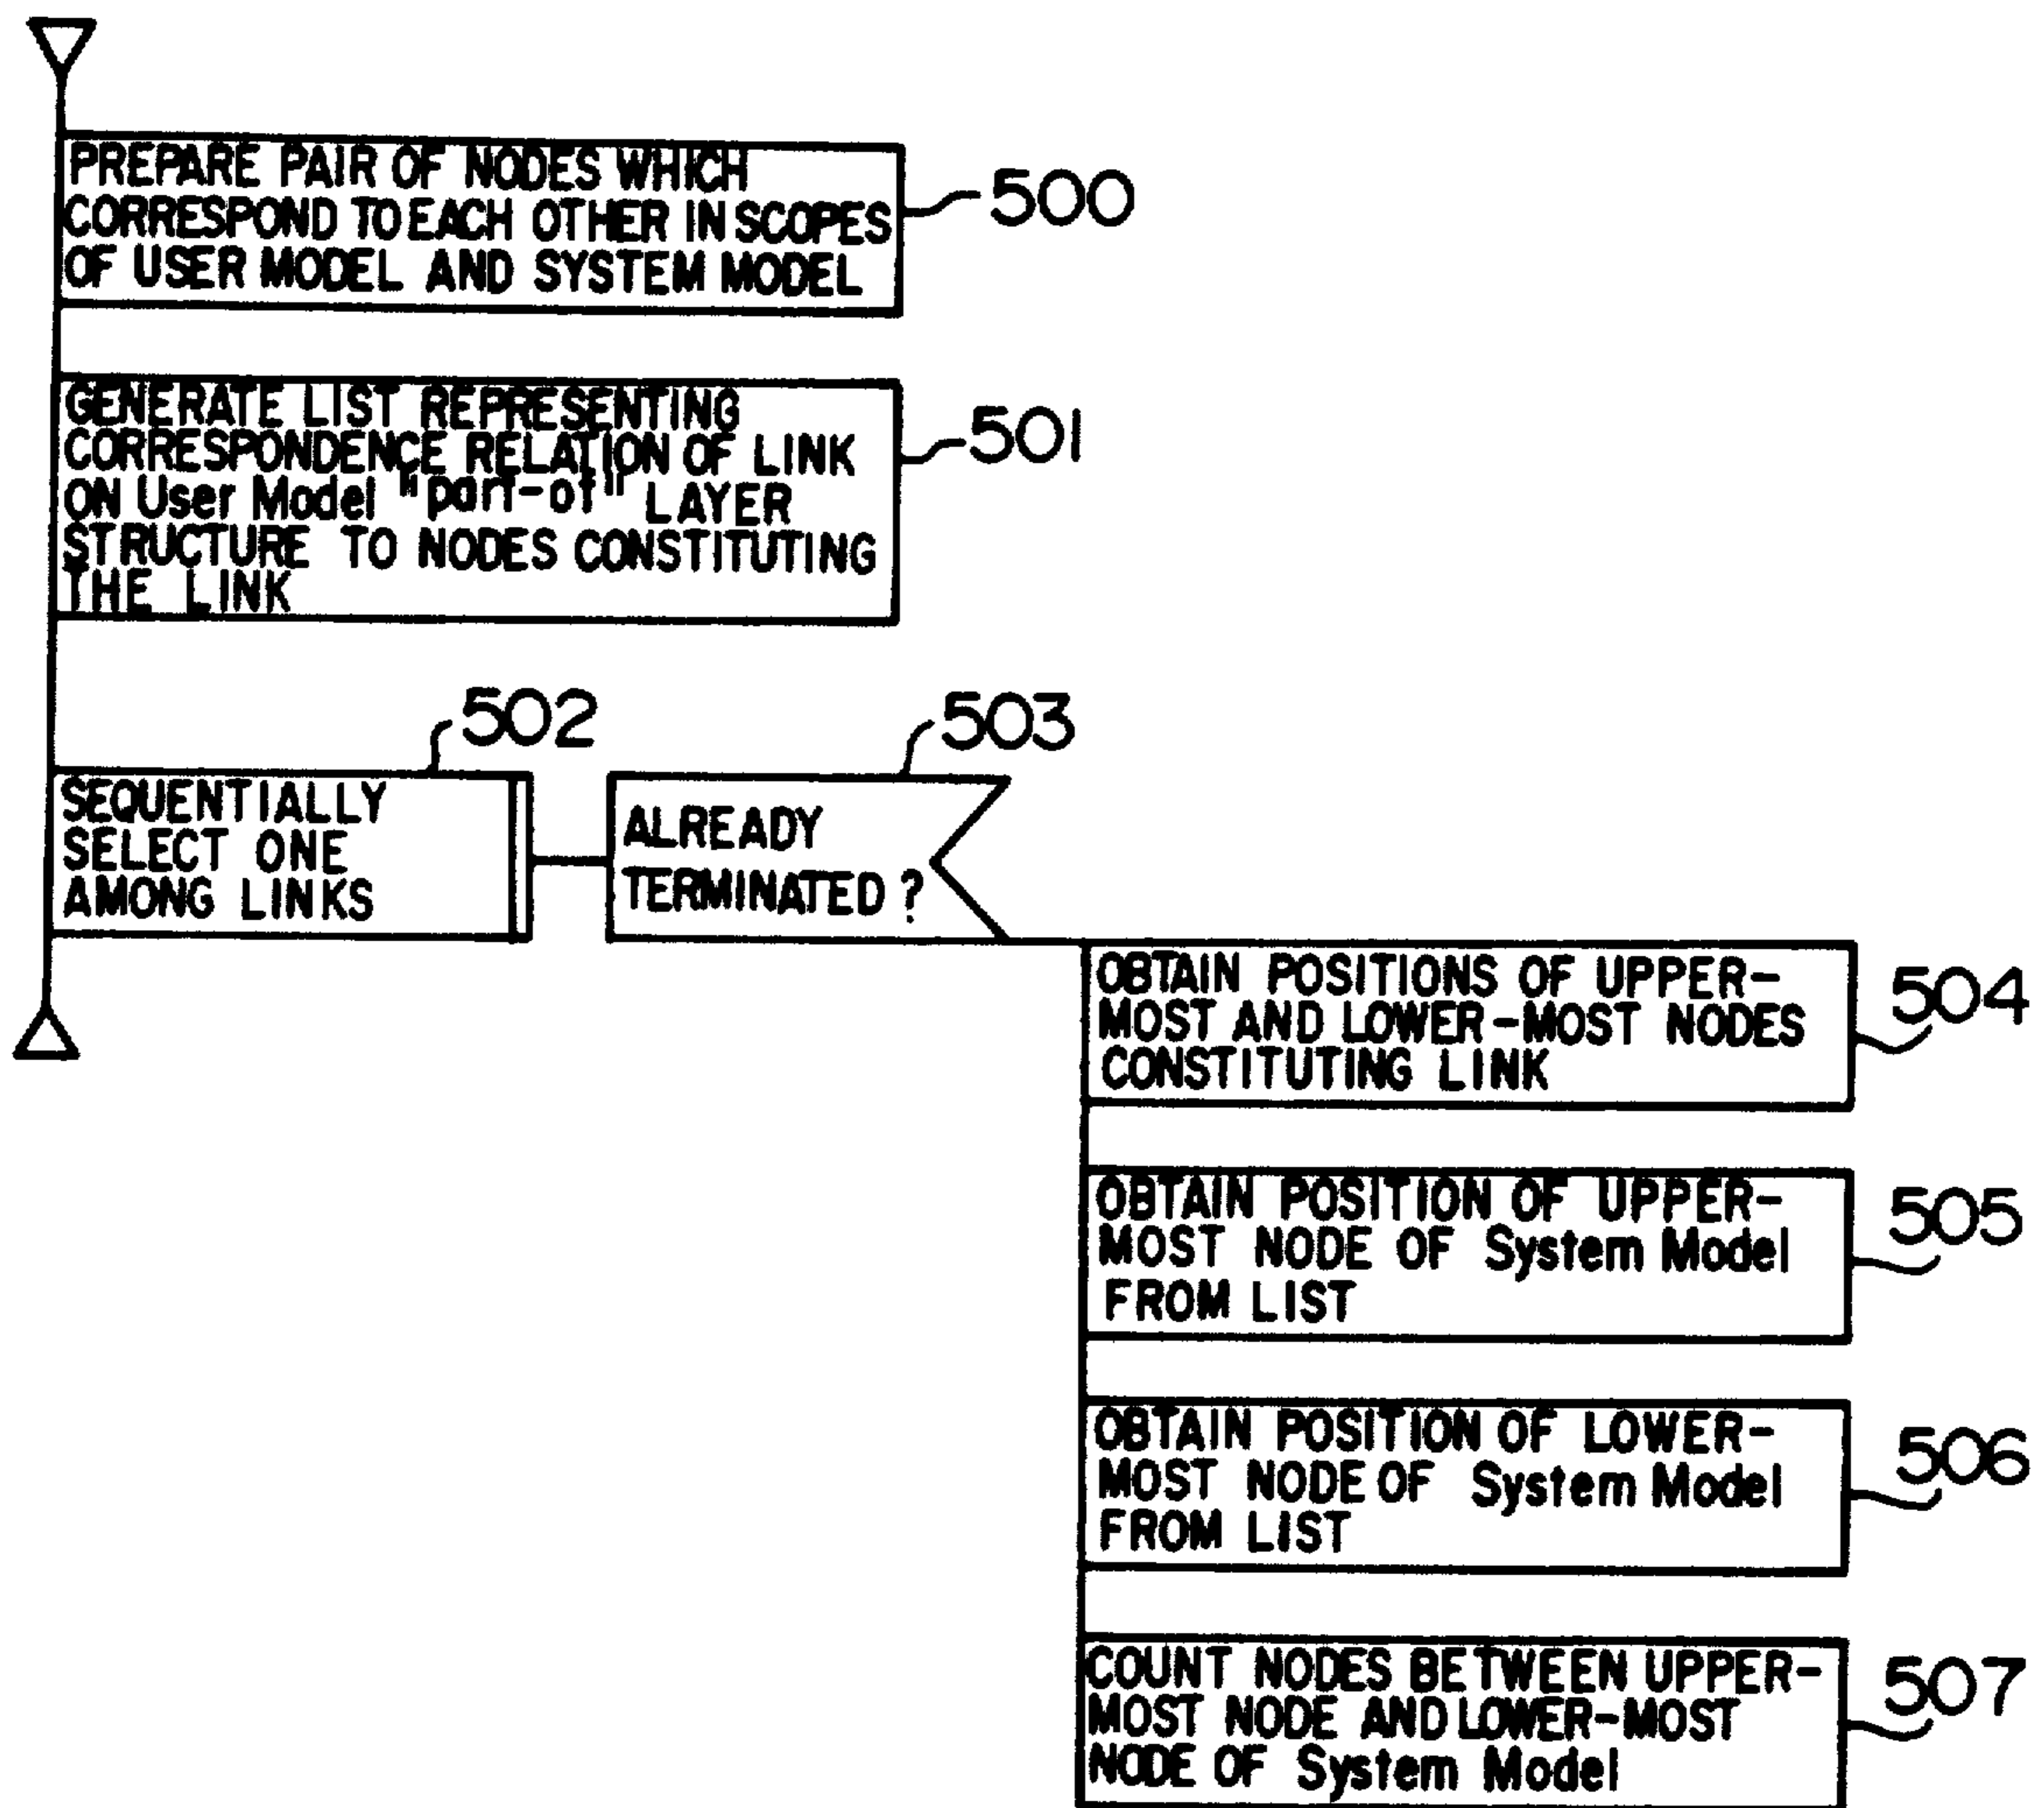 PREPARE PAIR OF NODES WHICH
CORRESPOND TO EACH OTHER IN SCOPES
OF USER MODEL AND SYSTEM MODEL
500
GENERATE LIST REPRESENTING
CORRESPONDENCE RELATION OF LINK
ON User Model "part-of" LAYER
STRUCTURE TO NODES CONSTITUTING
THE LINK
501
502
SEQUENTIALLY
SELECT ONE
AMONG LINKS
503
ALREADY
TERMINATED ?
OBTAIN POSITIONS OF UPPER-
MOST AND LOWER-MOST NODES
CONSTITUTING LINK
504
OBTAIN POSITION OF UPPER-
MOST NODE OF System Model
FROM LIST
505
OBTAIN POSITION OF LOWER-
MOST NODE OF System Model
FROM LIST
506
COUNT NODES BETWEEN UPPER-
MOST NODE AND LOWER-MOST
NODE OF System Model
507